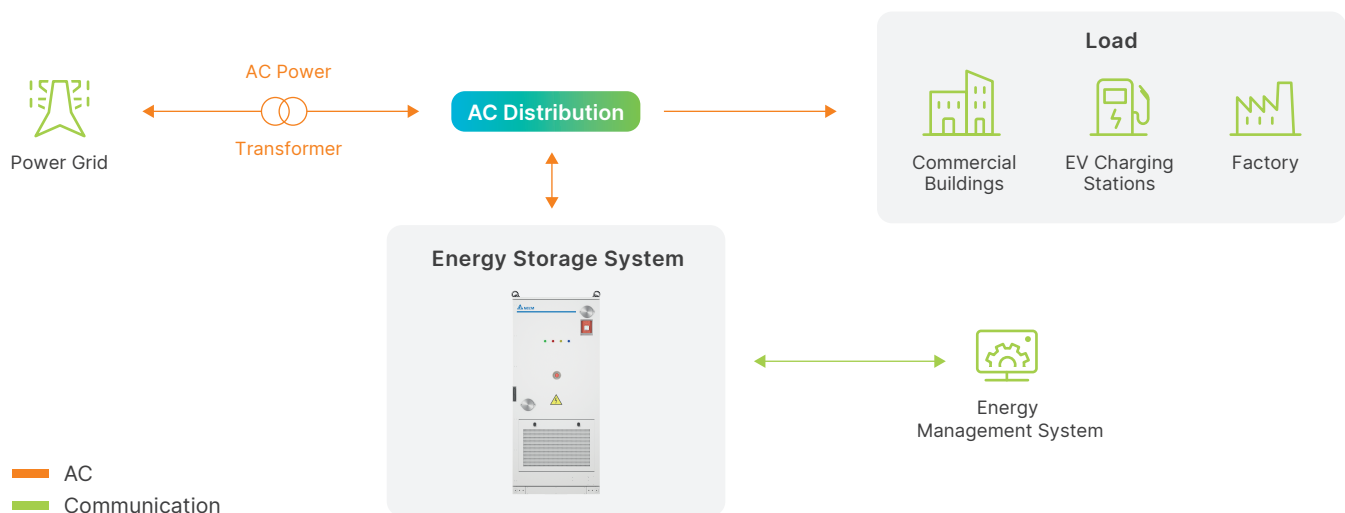 Load
AC Power
AC Distribution
Transformer
Power Grid
Commercial
Buildings
EV Charging
Stations
Factory
Energy Storage System
Energy
Management System
AC
Communication